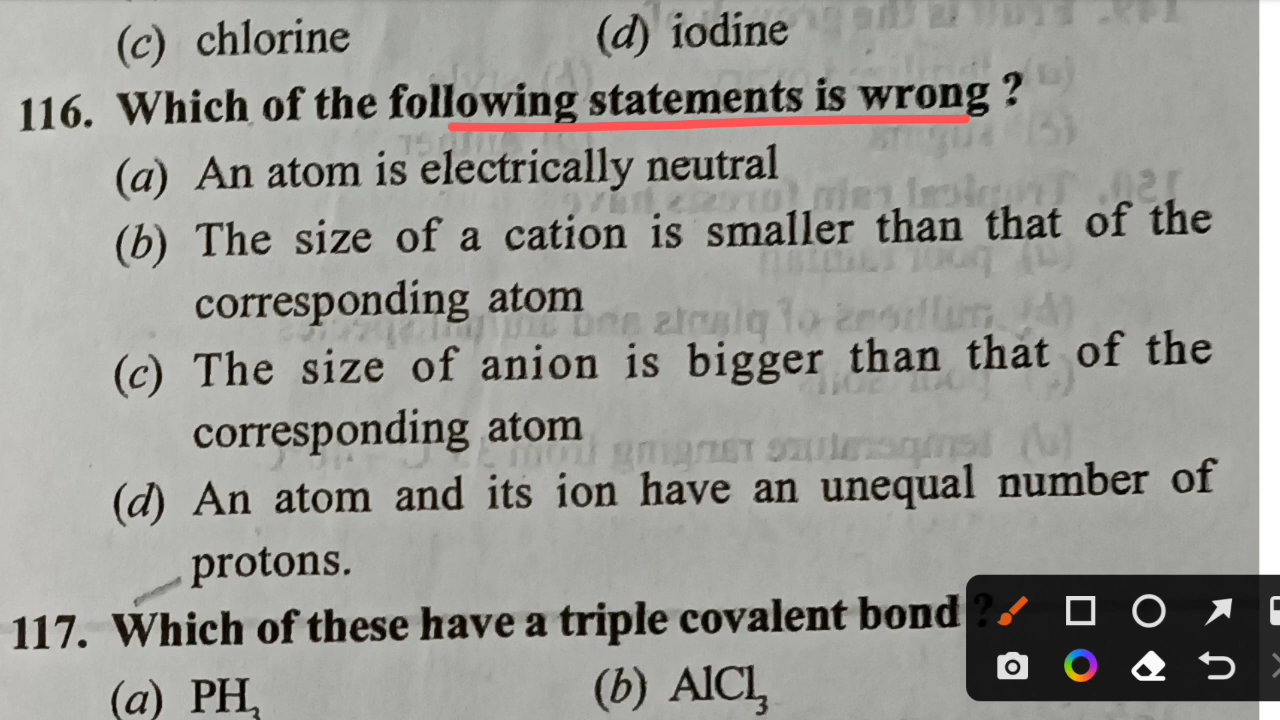 (c) chlorine (d) iodine
116. Which of the following statements is wrong ?
(a) An atom is electrically neutral
(b) The size of a cation is smaller than that of the
corresponding atom
(c) The size of anion is bigger than that of the
corresponding atom
(d) An atom and its ion have an unequal number of
protons.
117. Which of these have a triple covalent bond ?
(a) PH₃ (b) AlCl₃